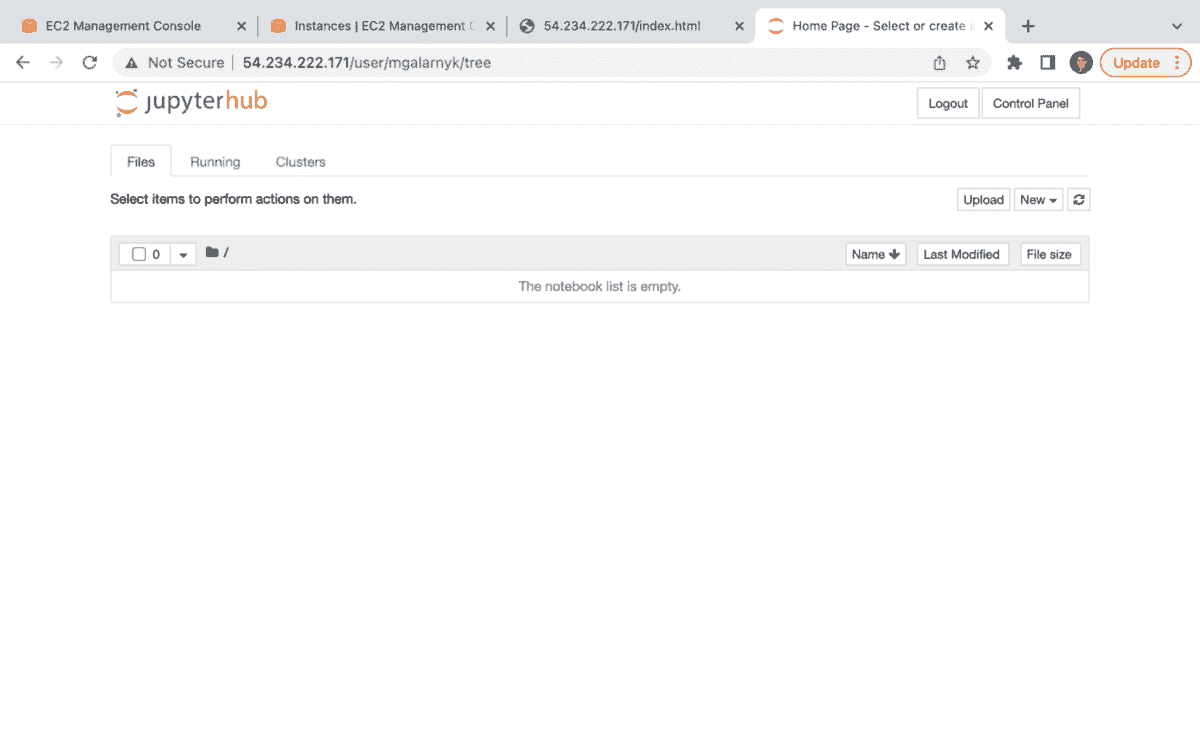 EC2 Management Console
Instances | EC2 Management C
54.234.222.171/index.html
Home Page - Select or create a
Not Secure | 54.234.222.171/user/mgalarnyk/tree
Update
jupyterhub
Logout
Control Panel
Files
Running
Clusters
Select items to perform actions on them.
Upload
New
0
/
Name
Last Modified
File size
The notebook list is empty.